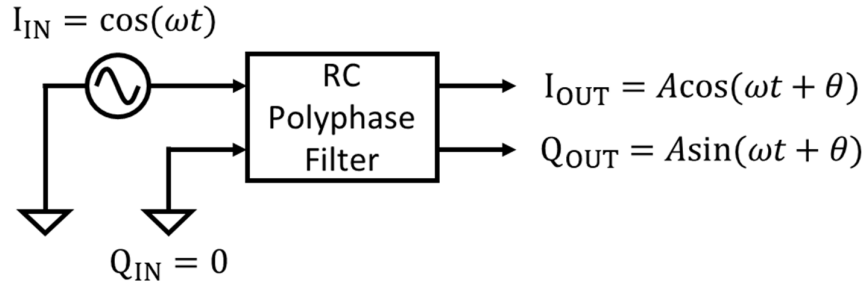 I_IN = cos(ωt)
RC
Polyphase
Filter
I_OUT = Acos(ωt + θ)
Q_OUT = Asin(ωt + θ)
Q_IN = 0